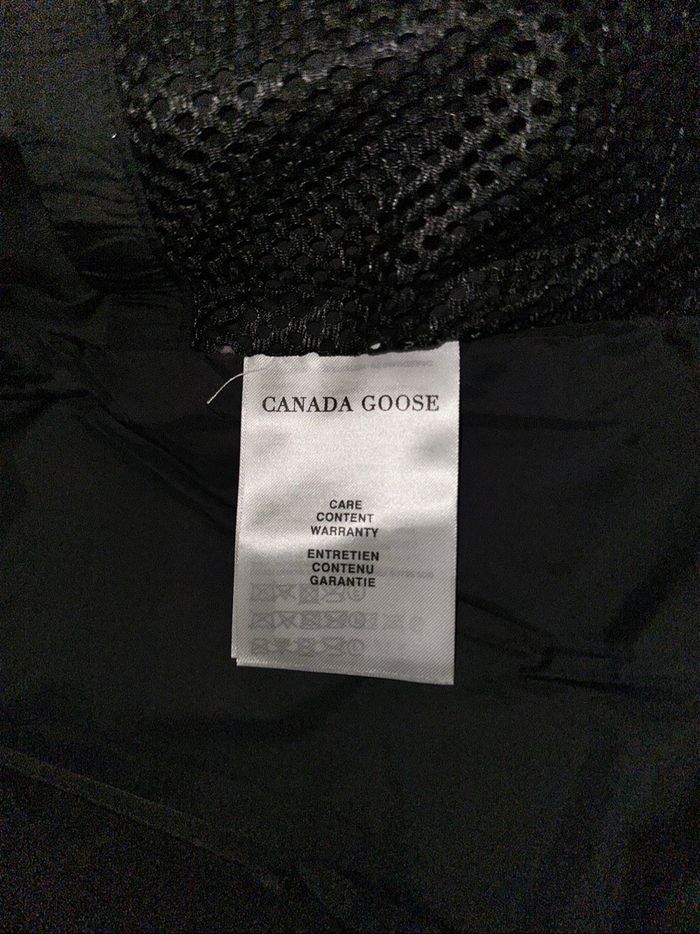 CANADA GOOSE
CARE
CONTENT
WARRANTY
ENTRETIEN
CONTENU
GARANTIE